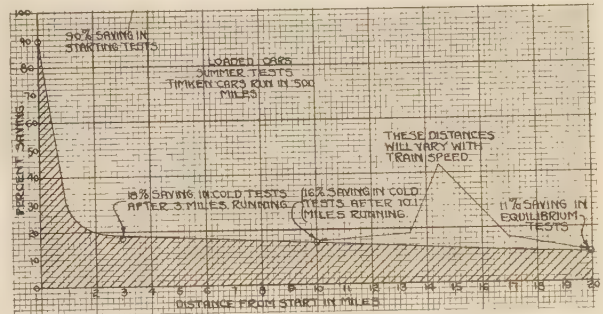 100
90
80
70
60
50
40
30
20
10
0
PERCENT SAVING
90% SAVING IN
STARTING TESTS
LOADED CARS
SUMMER TESTS
TIMKEN CARS RUN IN 500
MILES
THESE DISTANCES
WILL VARY WITH
TRAIN SPEED.
18% SAVING IN COLD TESTS
AFTER 3 MILES RUNNING
16% SAVING IN COLD
TESTS AFTER 10.1
MILES RUNNING
11% SAVING IN
EQUILIBRIUM
TESTS
1 2 3 4 5 6 7 8 9 10 11 12 13 14 15 16 17 18 19 20
DISTANCE FROM START IN MILES